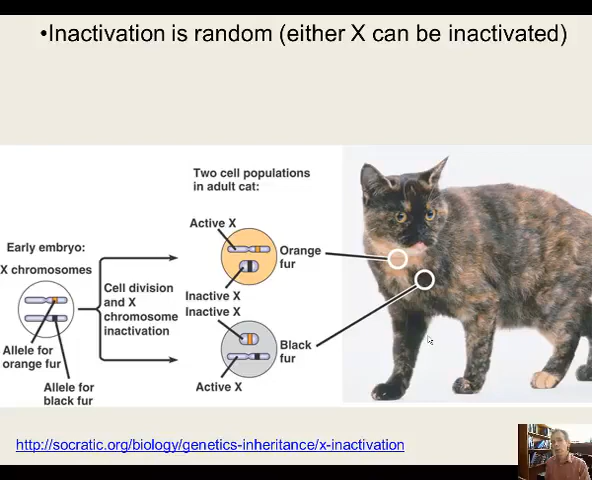 •Inactivation is random (either X can be inactivated)
Two cell populations
in adult cat:
Active X
Early embryo:
X chromosomes
Orange
fur
Cell division
and X
chromosome
inactivation
Inactive X
Inactive X
Allele for
orange fur
Black
fur
Allele for
black fur
Active X
http://socratic.org/biology/genetics-inheritance/x-inactivation